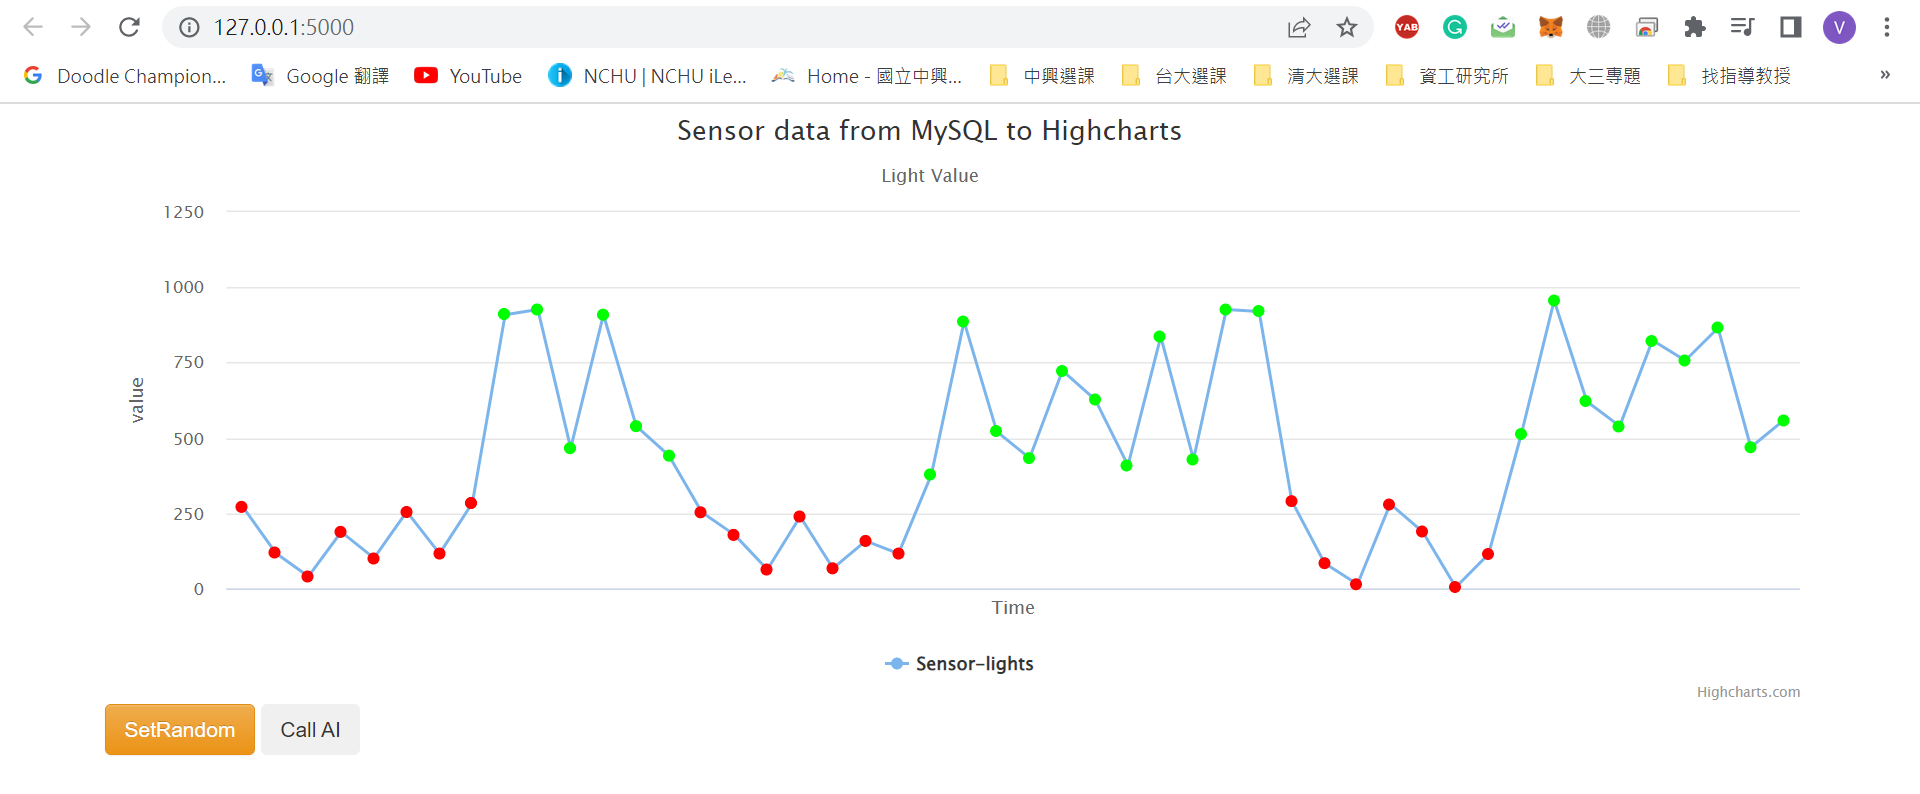 127.0.0.1:5000
YAB
V
Doodle Champion...
Google 翻譯
YouTube
NCHU | NCHU iLe...
Home - 國立中興...
中興選課
台大選課
清大選課
資工研究所
大三專題
找指導教授
»
Sensor data from MySQL to Highcharts
Light Value
1250
1000
750
500
250
0
value
Time
Sensor-lights
Highcharts.com
SetRandom
Call AI